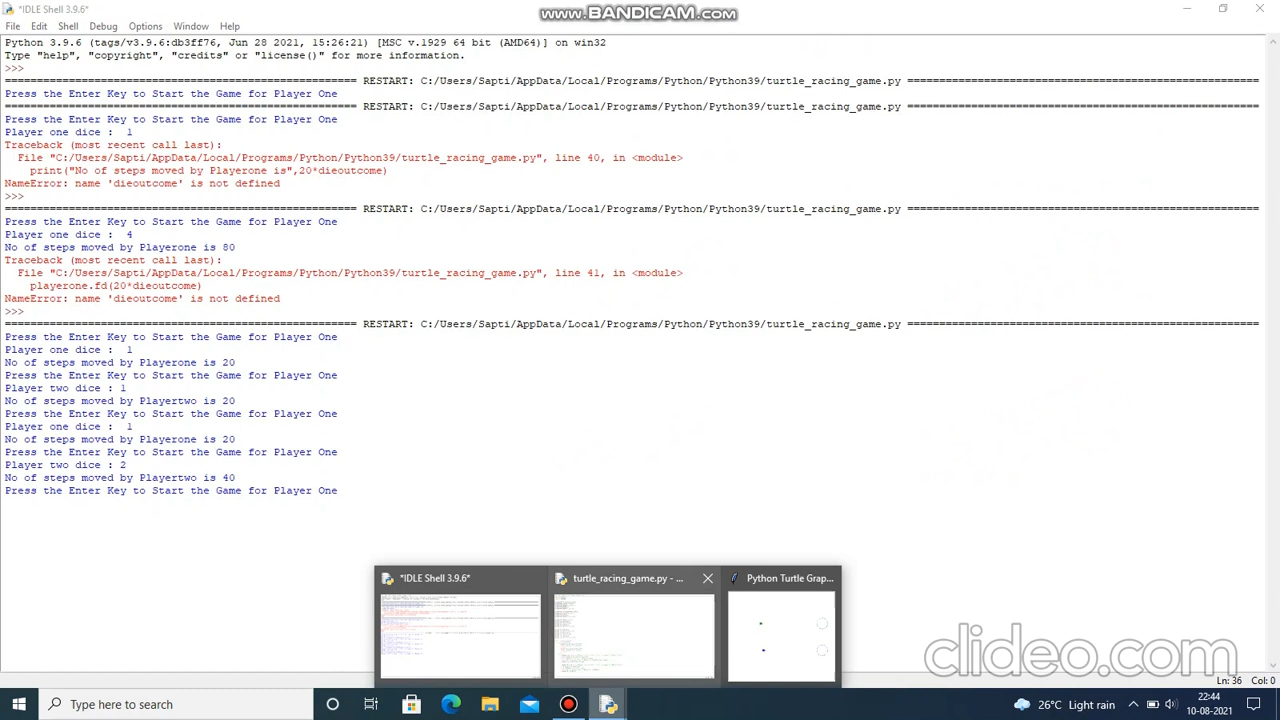 *IDLE Shell 3.9.6*
www.BANDICAM.com
File Edit Shell Debug Options Window Help
Python 3.9.6 (tags/v3.9.6:db3ff76, Jun 28 2021, 15:26:21) [MSC v.1929 64 bit (AMD64)] on win32
Type "help", "copyright", "credits" or "license()" for more information.
>>>
=================================================== RESTART: C:/Users/Sapti/AppData/Local/Programs/Python/Python39/turtle_racing_game.py ===================================================
Press the Enter Key to Start the Game for Player One
=================================================== RESTART: C:/Users/Sapti/AppData/Local/Programs/Python/Python39/turtle_racing_game.py ===================================================
Press the Enter Key to Start the Game for Player One
Player one dice :  1
Traceback (most recent call last):
  File "C:/Users/Sapti/AppData/Local/Programs/Python/Python39/turtle_racing_game.py", line 40, in <module>
    print("No of steps moved by Playerone is",20*dieoutcome)
NameError: name 'dieoutcome' is not defined
>>>
=================================================== RESTART: C:/Users/Sapti/AppData/Local/Programs/Python/Python39/turtle_racing_game.py ===================================================
Press the Enter Key to Start the Game for Player One
Player one dice :  4
No of steps moved by Playerone is 80
Traceback (most recent call last):
  File "C:/Users/Sapti/AppData/Local/Programs/Python/Python39/turtle_racing_game.py", line 41, in <module>
    playerone.fd(20*dieoutcome)
NameError: name 'dieoutcome' is not defined
>>>
=================================================== RESTART: C:/Users/Sapti/AppData/Local/Programs/Python/Python39/turtle_racing_game.py ===================================================
Press the Enter Key to Start the Game for Player One
Player one dice :  1
No of steps moved by Playerone is 20
Press the Enter Key to Start the Game for Player One
Player two dice : 1
No of steps moved by Playertwo is 20
Press the Enter Key to Start the Game for Player One
Player one dice :  1
No of steps moved by Playerone is 20
Press the Enter Key to Start the Game for Player One
Player two dice : 2
No of steps moved by Playertwo is 40
Press the Enter Key to Start the Game for Player One
*IDLE Shell 3.9.6*
turtle_racing_game.py - ...
Python Turtle Grap...
clideo.com
Ln: 36 Col: 0
Type here to search
26°C Light rain
22:44
10-08-2021